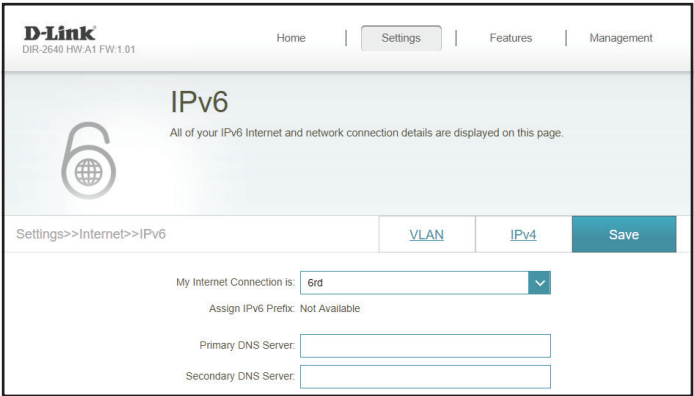 D-Link
DIR-2640 HW:A1 FW:1.01
Home | Settings | Features | Management
IPv6
All of your IPv6 Internet and network connection details are displayed on this page.
Settings>>Internet>>IPv6
VLAN
IPv4
Save
My Internet Connection is: 6rd
Assign IPv6 Prefix: Not Available
Primary DNS Server:
Secondary DNS Server: